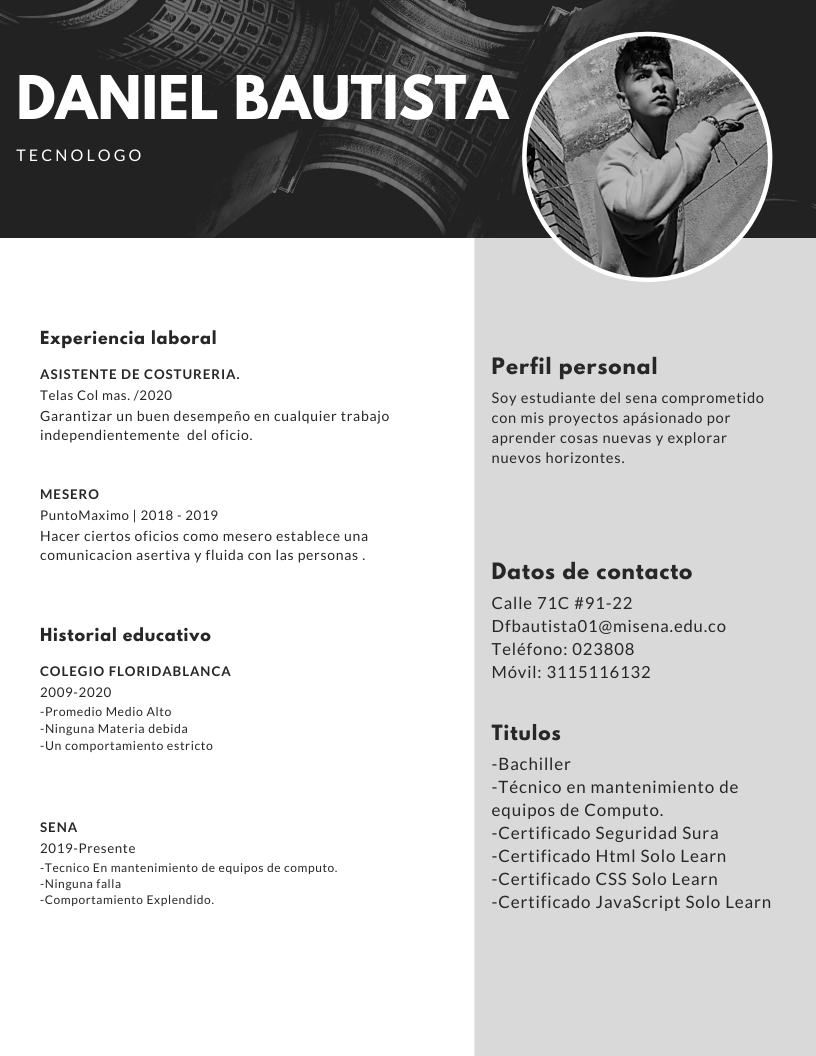 DANIEL BAUTISTA
TECNOLOGO
Experiencia laboral
ASISTENTE DE COSTURERIA.
Telas Col mas. /2020
Garantizar un buen desempeño en cualquier trabajo
independientemente  del oficio.
MESERO
PuntoMaximo | 2018 - 2019
Hacer ciertos oficios como mesero establece una
comunicacion asertiva y fluida con las personas .
Historial educativo
COLEGIO FLORIDABLANCA
2009-2020
-Promedio Medio Alto
-Ninguna Materia debida
-Un comportamiento estricto
SENA
2019-Presente
-Tecnico En mantenimiento de equipos de computo.
-Ninguna falla
-Comportamiento Explendido.
Perfil personal
Soy estudiante del sena comprometido
con mis proyectos apásionado por
aprender cosas nuevas y explorar
nuevos horizontes.
Datos de contacto
Calle 71C #91-22
Dfbautista01@misena.edu.co
Teléfono: 023808
Móvil: 3115116132
Titulos
-Bachiller
-Técnico en mantenimiento de
equipos de Computo.
-Certificado Seguridad Sura
-Certificado Html Solo Learn
-Certificado CSS Solo Learn
-Certificado JavaScript Solo Learn